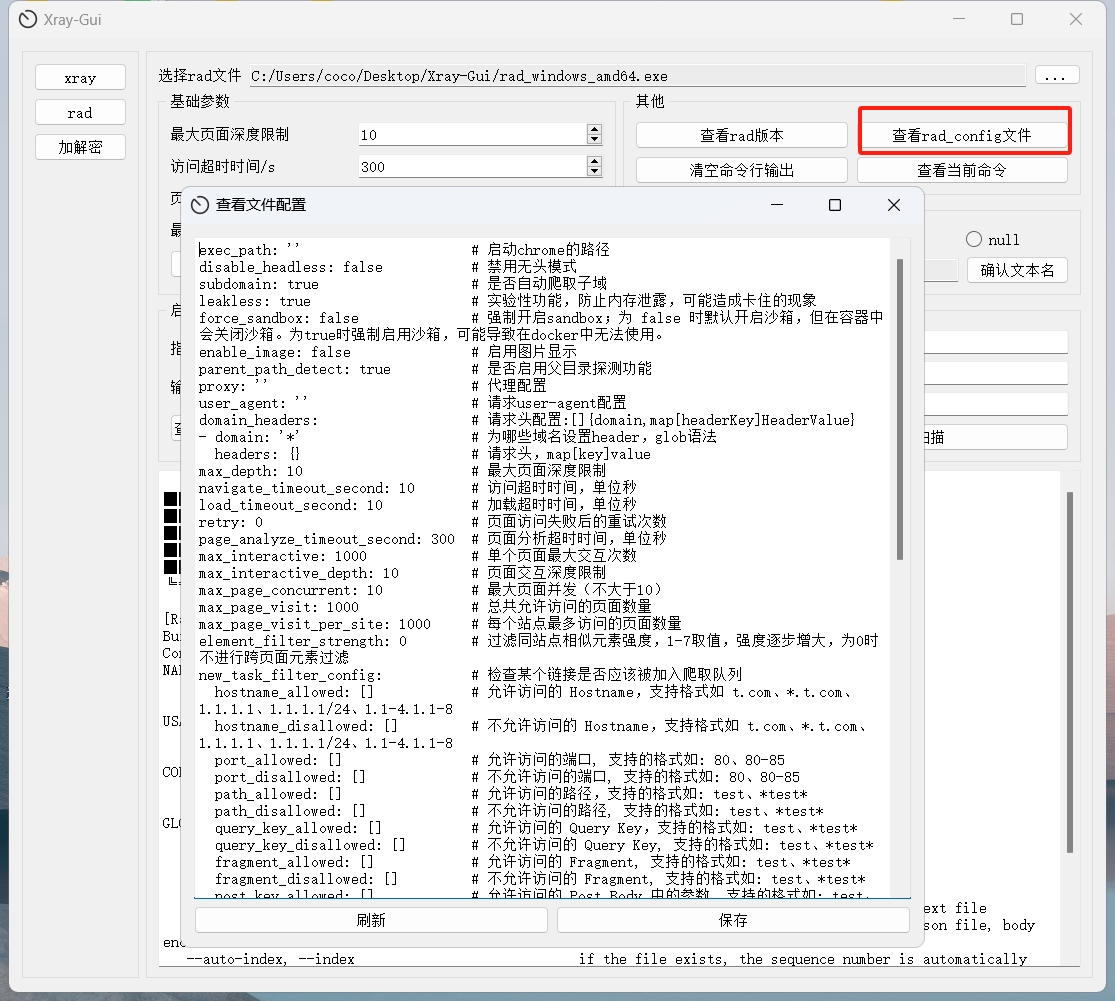 Xray-Gui
xray
rad
加解密
选择rad文件 C:/Users/coco/Desktop/Xray-Gui/rad_windows_amd64.exe ...
基础参数
最大页面深度限制 10
访问超时时间/s 300
其他
查看rad版本 查看rad_config文件
清空命令行输出 查看当前命令
null
确认文本名
查看文件配置
exec_path: '' # 启动chrome的路径
disable_headless: false # 禁用无头模式
subdomain: true # 是否自动爬取子域
leakless: true # 实验性功能，防止内存泄露，可能造成卡住的现象
force_sandbox: false # 强制开启sandbox；为 false 时默认开启沙箱，但在容器中
会关闭沙箱。为true时强制启用沙箱，可能导致在docker中无法使用。
enable_image: false # 启用图片显示
parent_path_detect: true # 是否启用父目录探测功能
proxy: '' # 代理配置
user_agent: '' # 请求user-agent配置
domain_headers: # 请求头配置:[]{domain,map[headerKey]HeaderValue}
- domain: '*' # 为哪些域名设置header，glob语法
headers: {} # 请求头，map[key]value
max_depth: 10 # 最大页面深度限制
navigate_timeout_second: 10 # 访问超时时间，单位秒
load_timeout_second: 10 # 加载超时时间，单位秒
retry: 0 # 页面访问失败后的重试次数
page_analyze_timeout_second: 300 # 页面分析超时时间，单位秒
max_interactive: 1000 # 单个页面最大交互次数
max_interactive_depth: 10 # 页面交互深度限制
max_page_concurrent: 10 # 最大页面并发（不大于10）
max_page_visit: 1000 # 总共允许访问的页面数量
max_page_visit_per_site: 1000 # 每个站点最多访问的页面数量
element_filter_strength: 0 # 过滤同站点相似元素强度，1-7取值，强度逐步增大，为0时
不进行跨页面元素过滤
new_task_filter_config: # 检查某个链接是否应该被加入爬取队列
hostname_allowed: [] # 允许访问的 Hostname，支持格式如 t.com、*.t.com、
1.1.1.1、1.1.1.1/24、1.1-4.1.1-8
hostname_disallowed: [] # 不允许访问的 Hostname，支持格式如 t.com、*.t.com、
1.1.1.1、1.1.1.1/24、1.1-4.1.1-8
port_allowed: [] # 允许访问的端口, 支持的格式如: 80、80-85
port_disallowed: [] # 不允许访问的端口, 支持的格式如: 80、80-85
path_allowed: [] # 允许访问的路径，支持的格式如: test、*test*
path_disallowed: [] # 不允许访问的路径, 支持的格式如: test、*test*
query_key_allowed: [] # 允许访问的 Query Key，支持的格式如: test、*test*
query_key_disallowed: [] # 不允许访问的 Query Key, 支持的格式如: test、*test*
fragment_allowed: [] # 允许访问的 Fragment, 支持的格式如: test、*test*
fragment_disallowed: [] # 不允许访问的 Fragment, 支持的格式如: test、*test*
post_key_allowed: [] # 允许访问的 Post Body 中的参数, 支持的格式如: test、
刷新 保存
ext file
son file, body
--auto-index, --index if the file exists, the sequence number is automatically